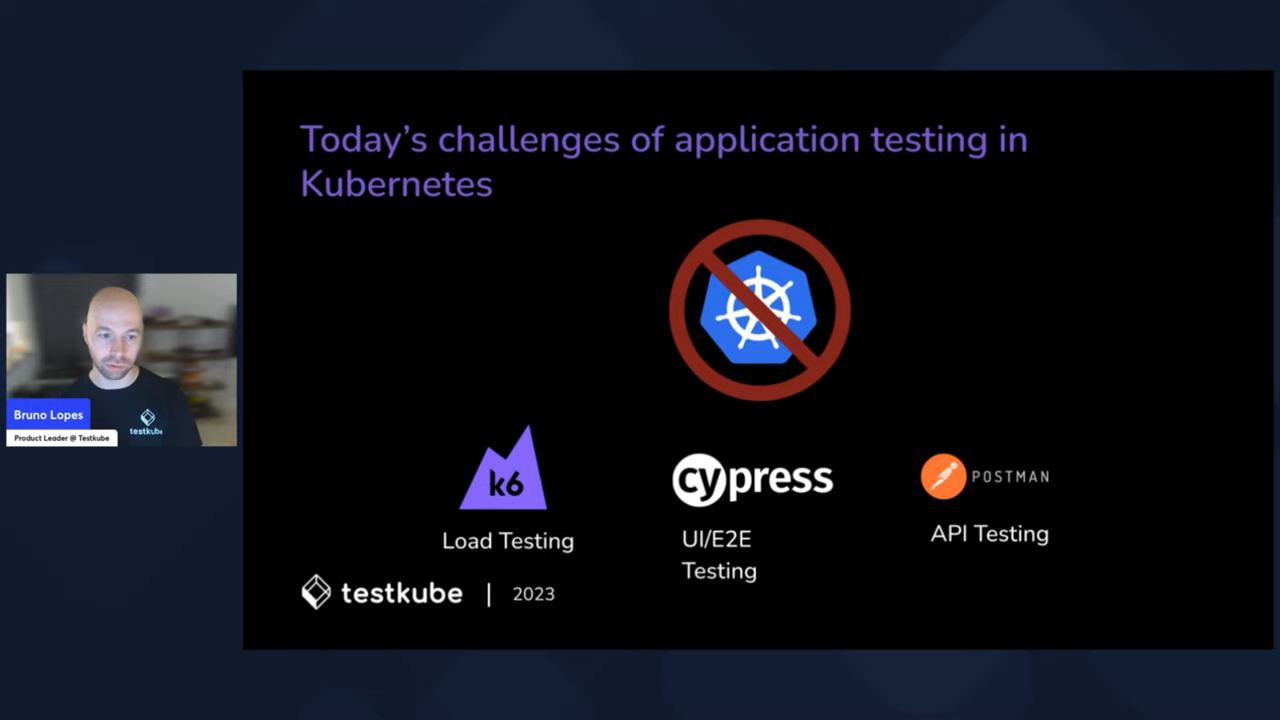 Today's challenges of application testing in
Kubernetes
Bruno Lopes
Product Leader @ Testkube
testkube
k6
cypress
POSTMAN
Load Testing
UI/E2E
Testing
API Testing
testkube | 2023